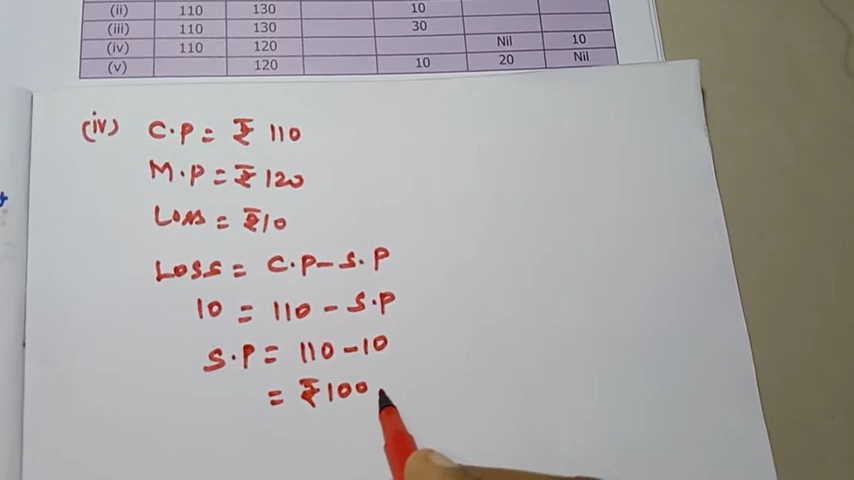 (ii) 110 130 10
(iii) 110 130 30
(iv) 110 120 Nil 10
(v) 120 10 20 Nil
(iv) C.P = ₹ 110
M.P = ₹ 120
Loss = ₹10
Loss = C.P - S.P
10 = 110 - S.P
S.P = 110 - 10
= ₹100